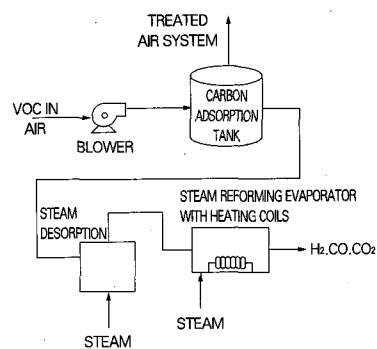 TREATED
AIR SYSTEM
VOC IN
AIR
BLOWER
CARBON
ADSORPTION
TANK
STEAM
DESORPTION
STEAM REFORMING EVAPORATOR
WITH HEATING COILS
H2.CO.CO2
STEAM
STEAM